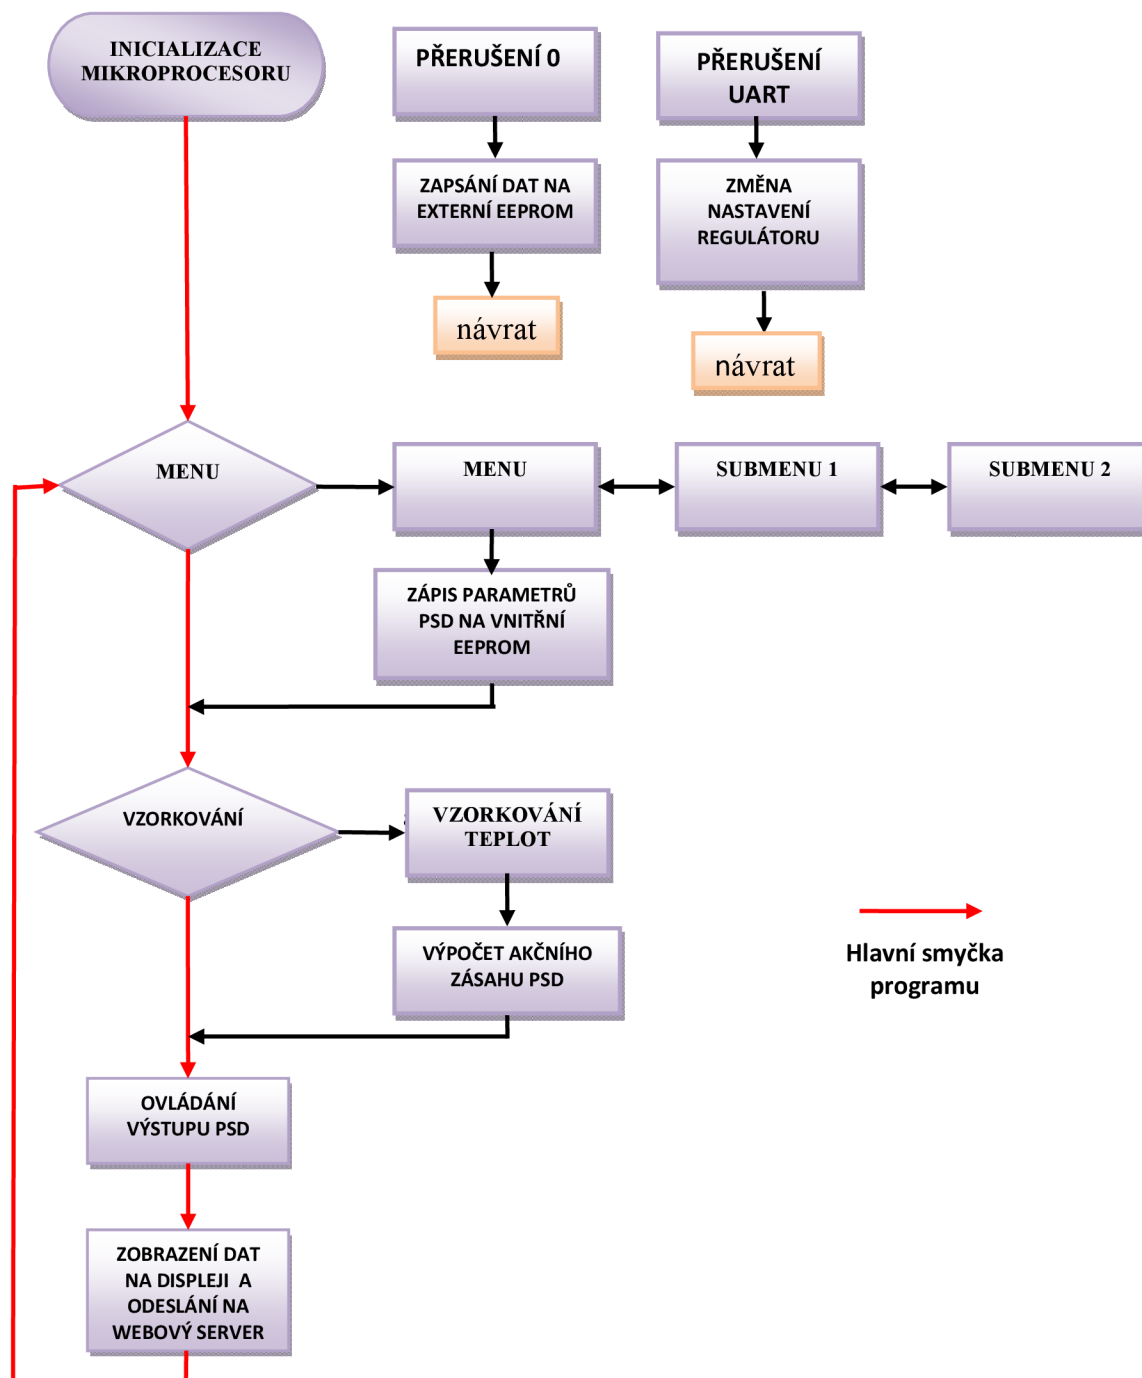 INICIALIZACE
MIKROPROCESORU
PŘERUŠENÍ 0
PŘERUŠENÍ
UART
ZAPSÁNÍ DAT NA
EXTERNÍ EEPROM
ZMĚNA
NASTAVENÍ
REGULÁTORU
návrat
návrat
MENU
MENU
SUBMENU 1
SUBMENU 2
ZÁPIS PARAMETRŮ
PSD NA VNITŘNÍ
EEPROM
VZORKOVÁNÍ
VZORKOVÁNÍ
TEPLOT
VÝPOČET AKČNÍHO
ZÁSAHU PSD
Hlavní smyčka
programu
OVLÁDÁNÍ
VÝSTUPU PSD
ZOBRAZENÍ DAT
NA DISPLEJI A
ODESLÁNÍ NA
WEBOVÝ SERVER